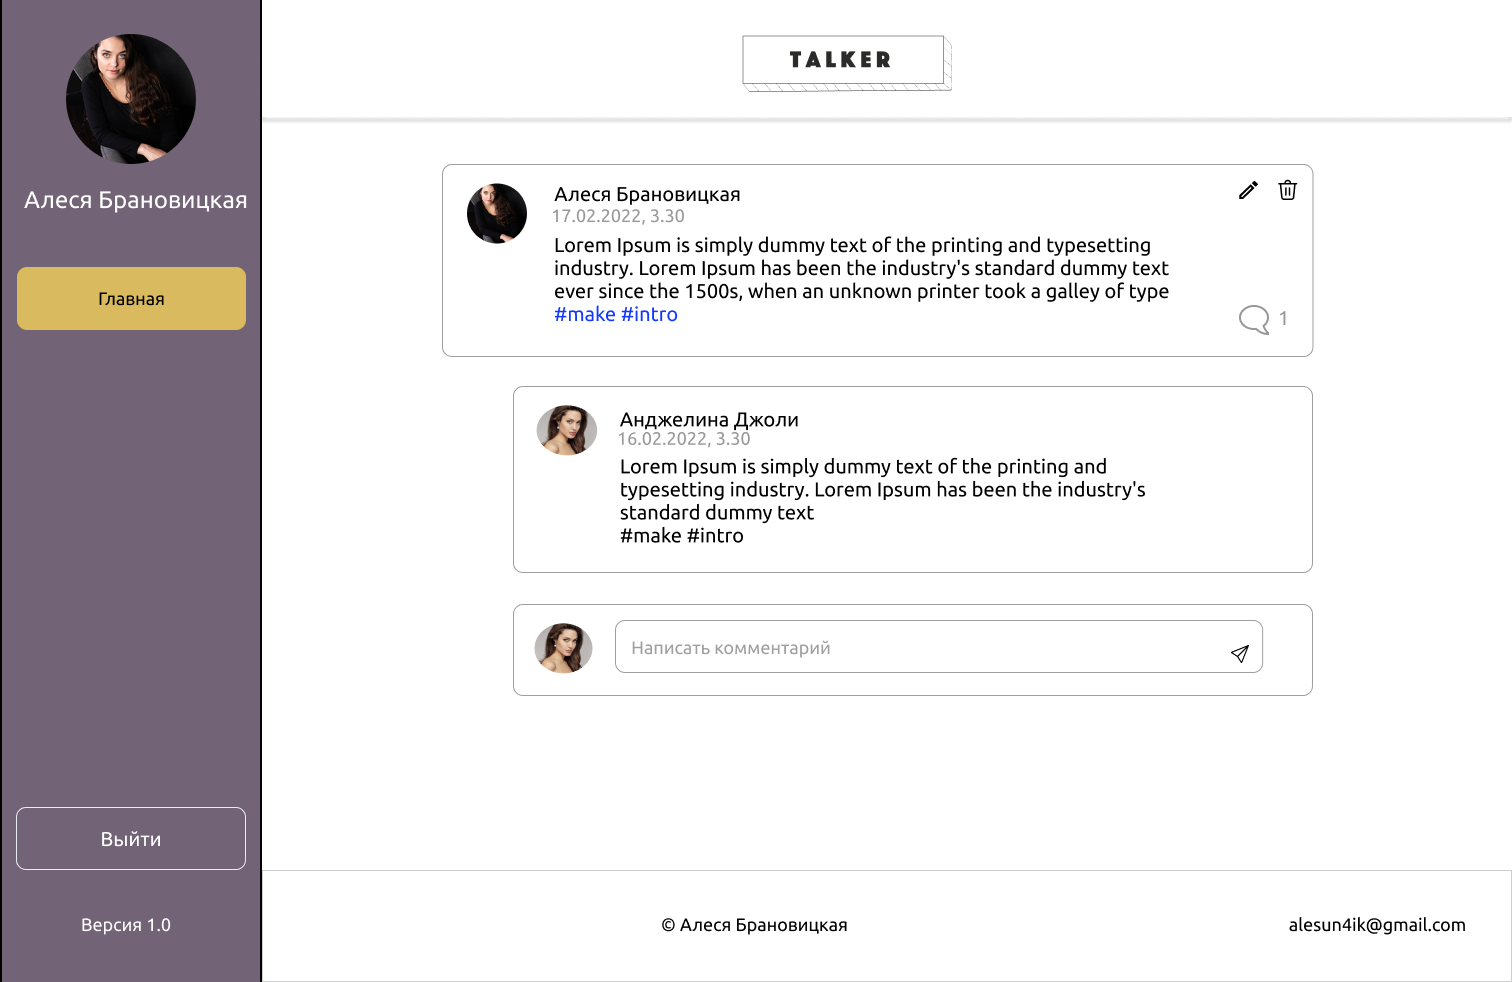 Алеся Брановицкая
Главная
Выйти
Версия 1.0
TALKER
Алеся Брановицкая
17.02.2022, 3.30
Lorem Ipsum is simply dummy text of the printing and typesetting
industry. Lorem Ipsum has been the industry's standard dummy text
ever since the 1500s, when an unknown printer took a galley of type
#make #intro
1
Анджелина Джоли
16.02.2022, 3.30
Lorem Ipsum is simply dummy text of the printing and
typesetting industry. Lorem Ipsum has been the industry's
standard dummy text
#make #intro
Написать комментарий
© Алеся Брановицкая
alesun4ik@gmail.com